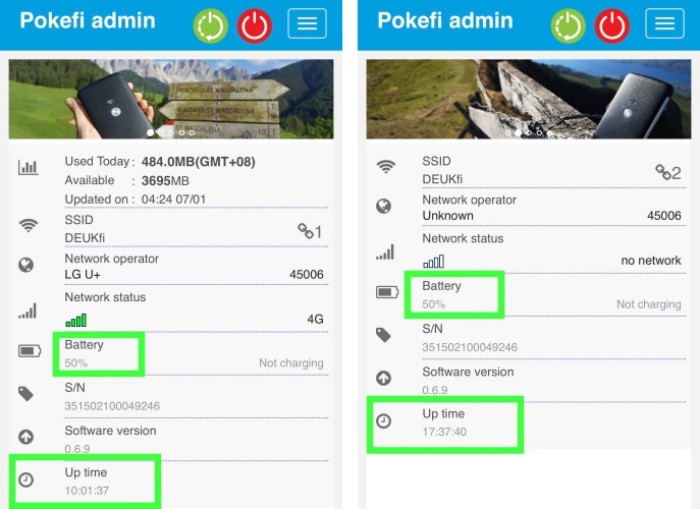 Pokefi admin
Used Today : 484.0MB(GMT+08)
Available : 3695MB
Updated on : 04:24 07/01
SSID
DEUKfi
1
Network operator
LG U+ 45006
Network status
4G
Battery
50% Not charging
S/N
351502100049246
Software version
0.6.9
Up time
10:01:37
Pokefi admin
SSID
DEUKfi
2
Network operator
Unknown 45006
Network status
no network
Battery
50% Not charging
S/N
351502100049246
Software version
0.6.9
Up time
17:37:40